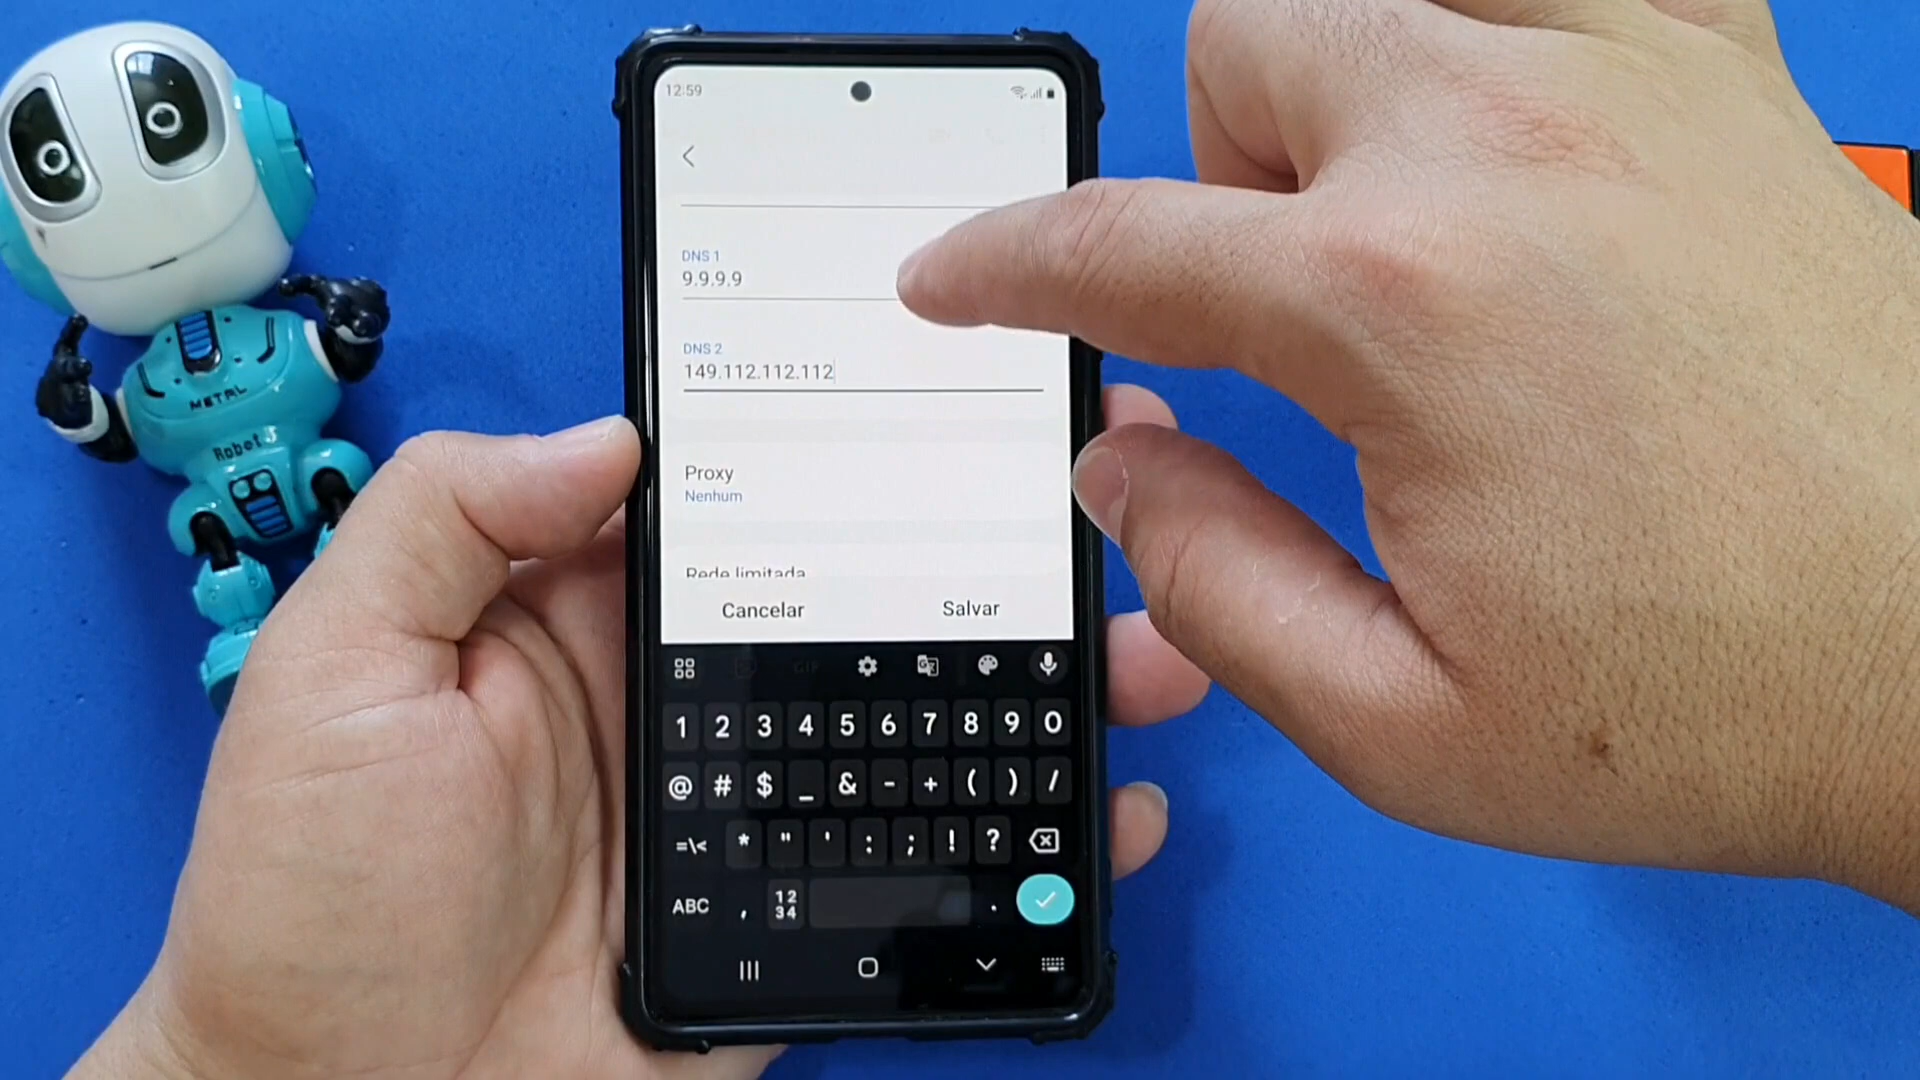 12:59
DNS 1
9.9.9.9
DNS 2
149.112.112.112
Proxy
Nenhum
Rede limitada
Cancelar
Salvar
GIF
1 2 3 4 5 6 7 8 9 0
@ # $ _ & - + ( ) /
=\< * " ' : ; ! ?
ABC , 12 34 .
METAL
Robot